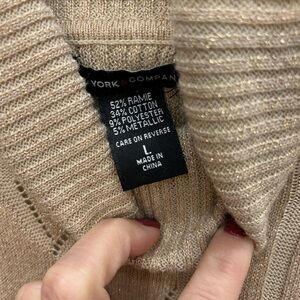 YORK & COMPAN
52% RAMIE
34% COTTON
9% POLYESTER
5% METALLIC
CARE ON REVERSE
L
MADE IN
CHINA